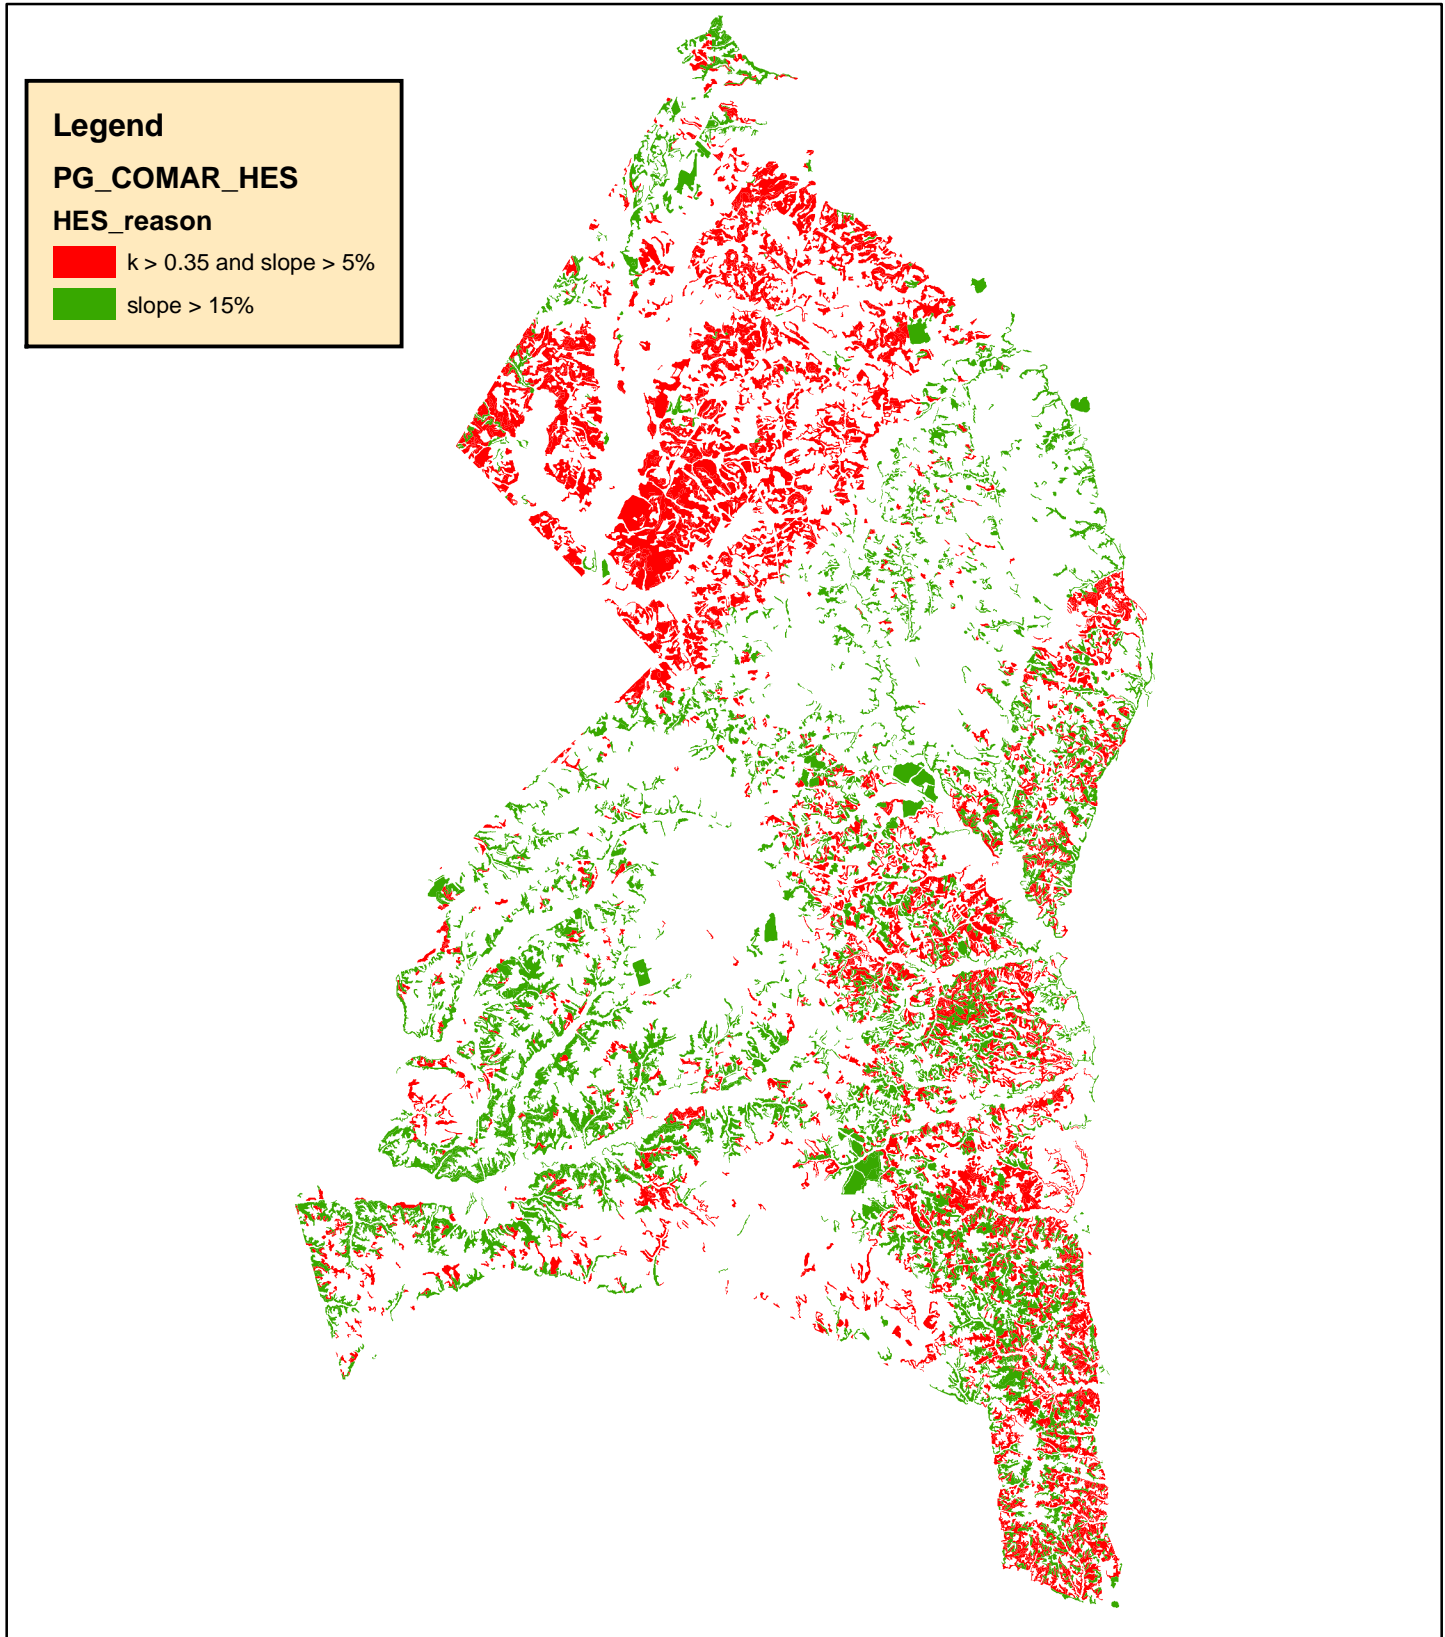 Legend
PG_COMAR_HES
HES_reason
k > 0.35 and slope > 5%
slope > 15%